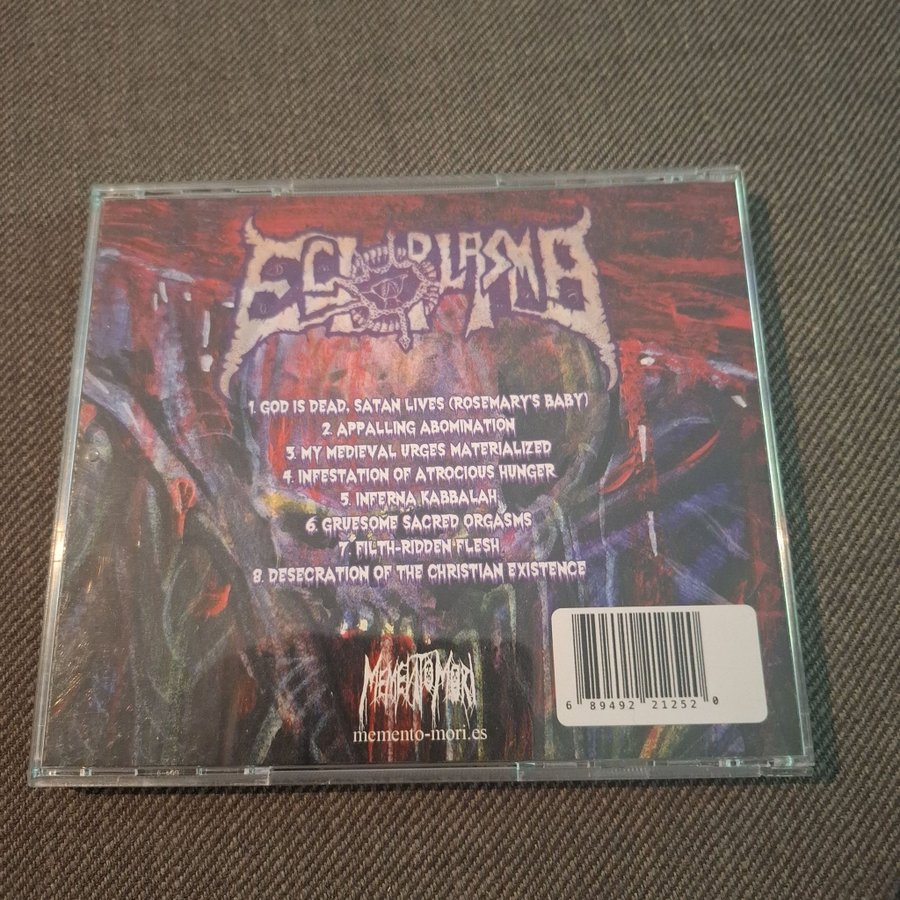 ECTOPLASMA
1. GOD IS DEAD, SATAN LIVES (ROSEMARY'S BABY)
2. APPALLING ABOMINATION
3. MY MEDIEVAL URGES MATERIALIZED
4. INFESTATION OF ATROCIOUS HUNGER
5. INFERNA KABBALAH
6. GRUESOME SACRED ORGASMS
7. FILTH-RIDDEN FLESH
8. DESECRATION OF THE CHRISTIAN EXISTENCE
MEMENTO MORI
memento-mori.es
6 89492 21252 0